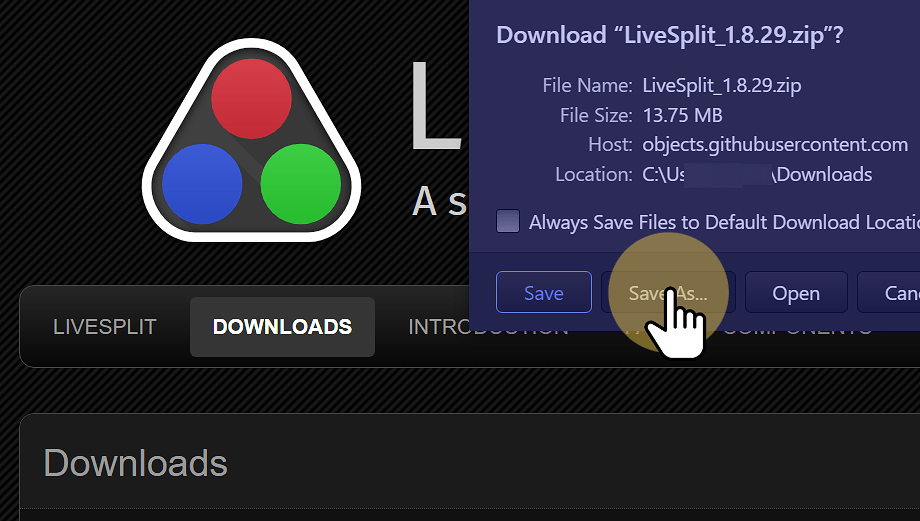 L
A s
Download “LiveSplit_1.8.29.zip”?
File Name: LiveSplit_1.8.29.zip
File Size: 13.75 MB
Host: objects.githubusercontent.com
Location: C:\Us \Downloads
Always Save Files to Default Download Locatio
Save Save As... Open Canc
LIVESPLIT DOWNLOADS INTRODUCTION COMPONENTS
Downloads